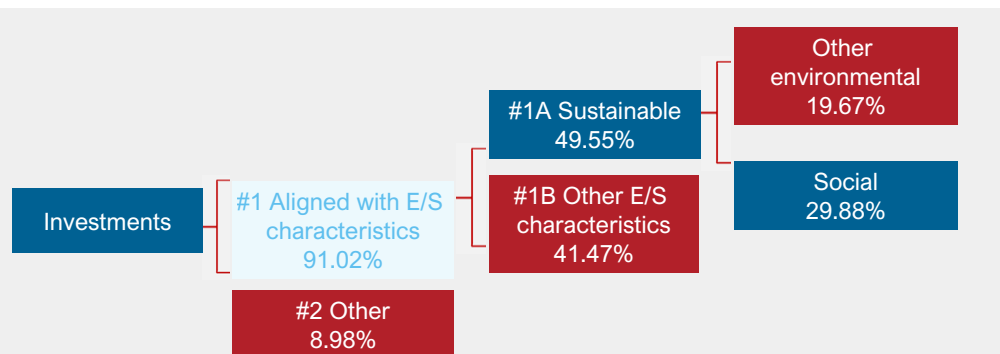 Investments
#1 Aligned with E/S
characteristics
91.02%
#2 Other
8.98%
#1A Sustainable
49.55%
#1B Other E/S
characteristics
41.47%
Other
environmental
19.67%
Social
29.88%